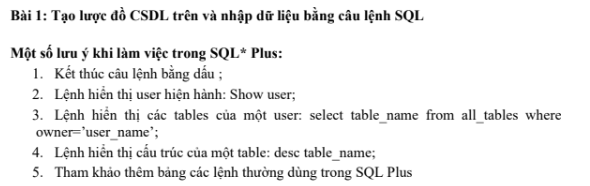 Bài 1: Tạo lược đồ CSDL trên và nhập dữ liệu bằng câu lệnh SQL
Một số lưu ý khi làm việc trong SQL* Plus:
1. Kết thúc câu lệnh bằng dấu ;
2. Lệnh hiển thị user hiện hành: Show user;
3. Lệnh hiển thị các tables của một user: select table_name from all_tables where
owner=’user_name’;
4. Lệnh hiển thị cấu trúc của một table: desc table_name;
5. Tham khảo thêm bảng các lệnh thường dùng trong SQL Plus